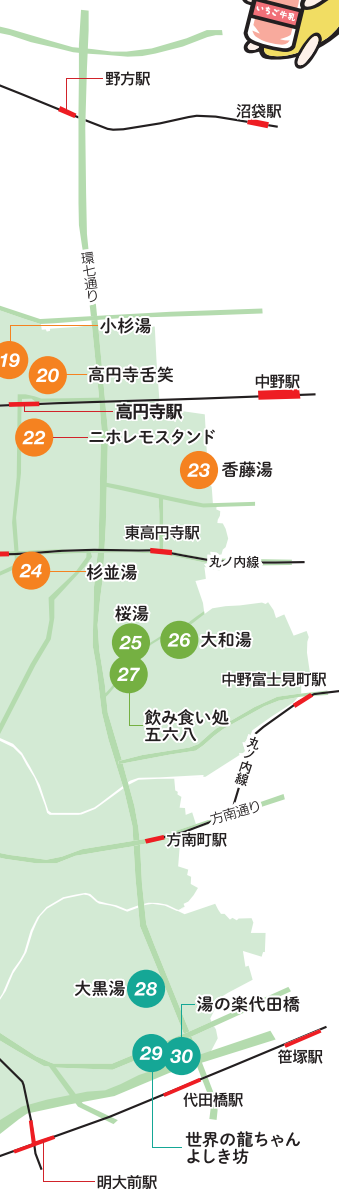 いちご牛乳
野方駅
沼袋駅
環七通り
小杉湯
19
20
高円寺舌笑
中野駅
高円寺駅
22
ニホレモスタンド
23
香藤湯
東高円寺駅
丸ノ内線
24
杉並湯
桜湯
25
26
大和湯
27
中野富士見町駅
飲み食い処
五六八
丸ノ内線
方南通り
方南町駅
大黒湯
28
湯の楽代田橋
29
30
笹塚駅
代田橋駅
世界の龍ちゃん
よしき坊
明大前駅